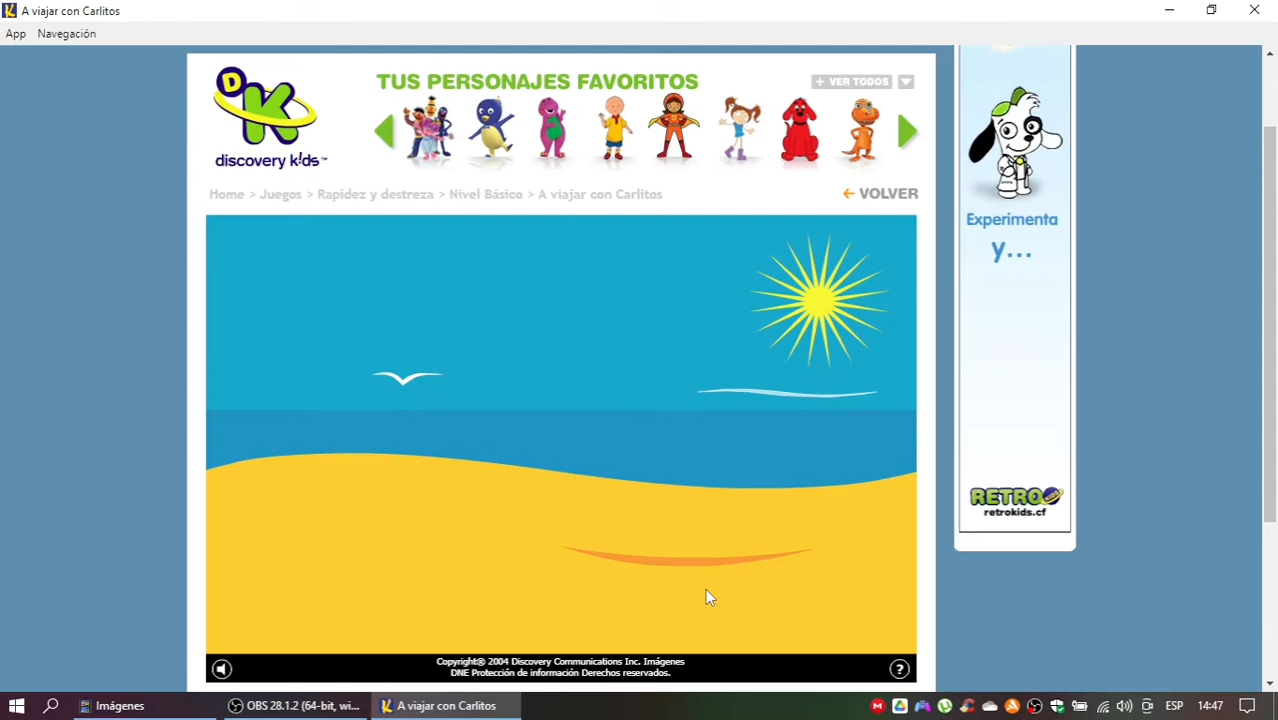 A viajar con Carlitos
App Navegación
D
K
discovery k!ds™
TUS PERSONAJES FAVORITOS
+ VER TODOS
Home > Juegos > Rapidez y destreza > Nivel Básico > A viajar con Carlitos
← VOLVER
Experimenta
y...
RETRO
retrokids.cf
Copyright® 2004 Discovery Communications Inc. Imágenes
DNE Protección de información Derechos reservados.
?
Imágenes
OBS 28.1.2 (64-bit, wi...
A viajar con Carlitos
ESP
14:47